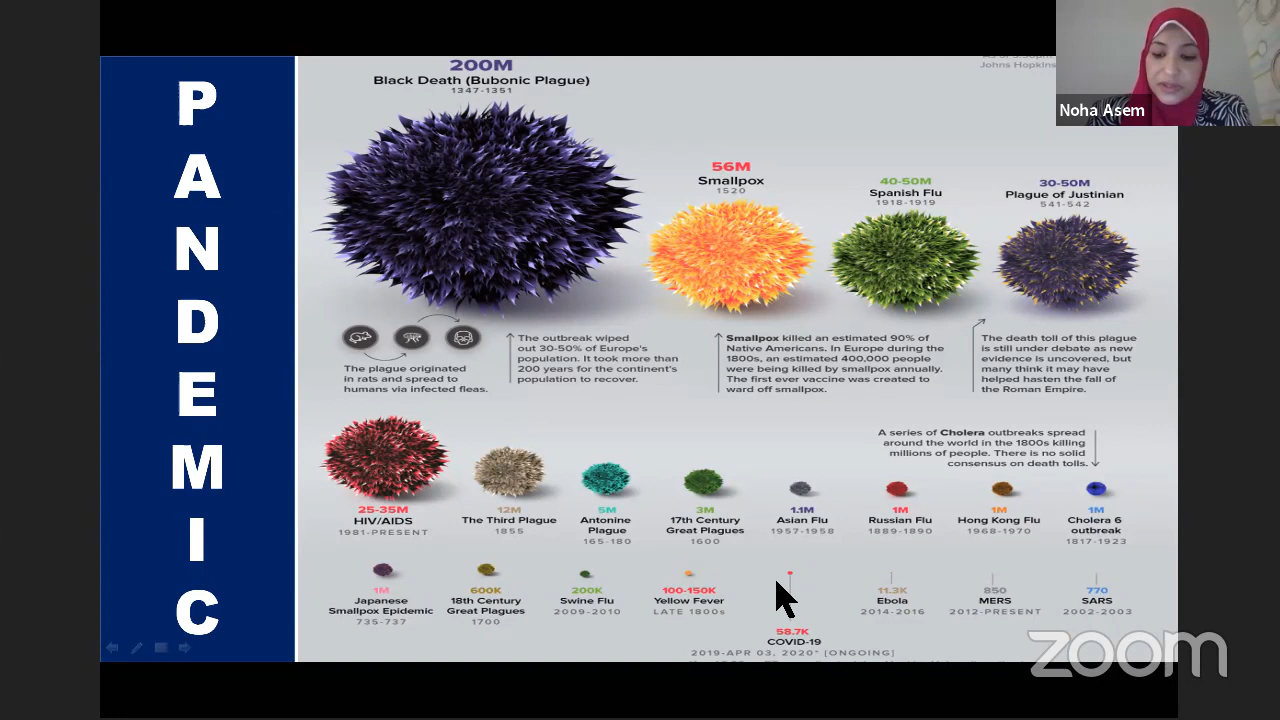 P
A
N
D
E
M
I
C
200M
Black Death (Bubonic Plague)
1347-1351
Johns Hopkins
Noha Asem
56M
Smallpox
1520
40-50M
Spanish Flu
1918-1919
30-50M
Plague of Justinian
541-542
The plague originated
in rats and spread to
humans via infected fleas.
The outbreak wiped
out 30-50% of Europe's
population. It took more than
200 years for the continent's
population to recover.
Smallpox killed an estimated 90% of
Native Americans. In Europe during the
1800s, an estimated 400,000 people
were being killed by smallpox annually.
The first ever vaccine was created to
ward off smallpox.
The death toll of this plague
is still under debate as new
evidence is uncovered, but
many think it may have
helped hasten the fall of
the Roman Empire.
A series of Cholera outbreaks spread
around the world in the 1800s killing
millions of people. There is no solid
consensus on death tolls.
25-35M
HIV/AIDS
1981-PRESENT
12M
The Third Plague
1855
5M
Antonine
Plague
165-180
3M
17th Century
Great Plagues
1600
1.1M
Asian Flu
1957-1958
1M
Russian Flu
1889-1890
1M
Hong Kong Flu
1968-1970
1M
Cholera 6
outbreak
1817-1923
1M
Japanese
Smallpox Epidemic
735-737
600K
18th Century
Great Plagues
1700
200K
Swine Flu
2009-2010
100-150K
Yellow Fever
LATE 1800s
58.7K
COVID-19
2019-APR 03, 2020* [ONGOING]
11.3K
Ebola
2014-2016
850
MERS
2012-PRESENT
770
SARS
2002-2003
zoom